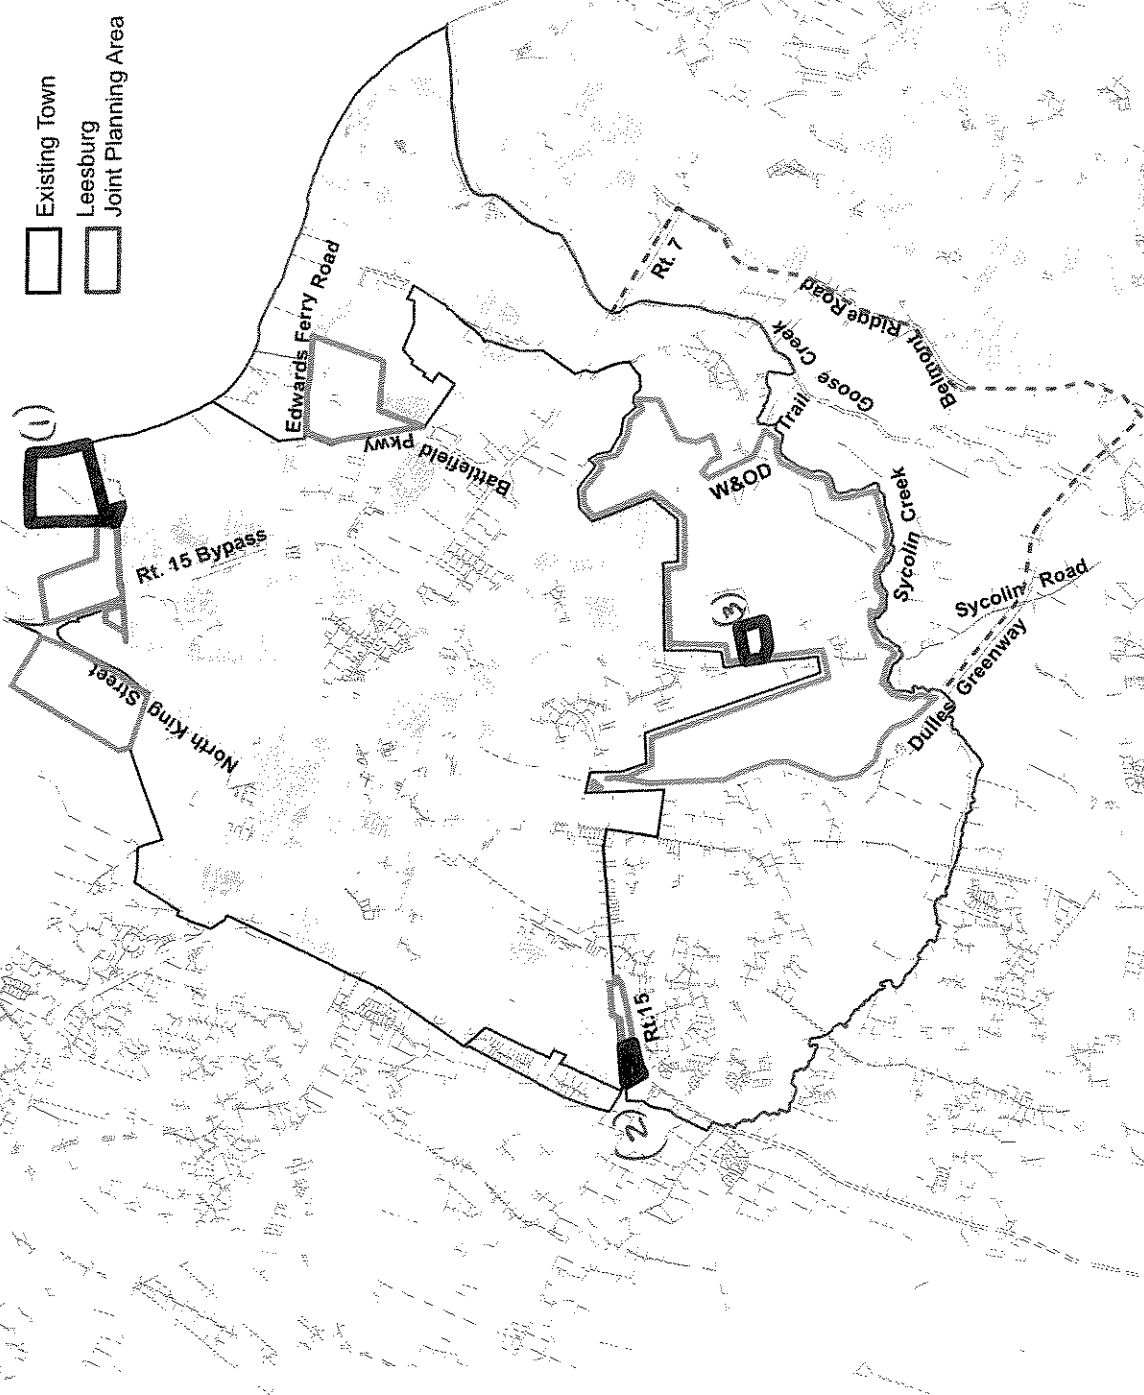 Existing Town
Leesburg
Joint Planning Area
(1)
Edwards Ferry Road
Rt. 15 Bypass
Battlefield Pkwy
North King Street
Rt. 7
Belmont Ridge Road
Goose Creek
Trail
W&OD
(3)
Sycolin Creek
Sycolin Road
Dulles Greenway
Rt.15
(2)